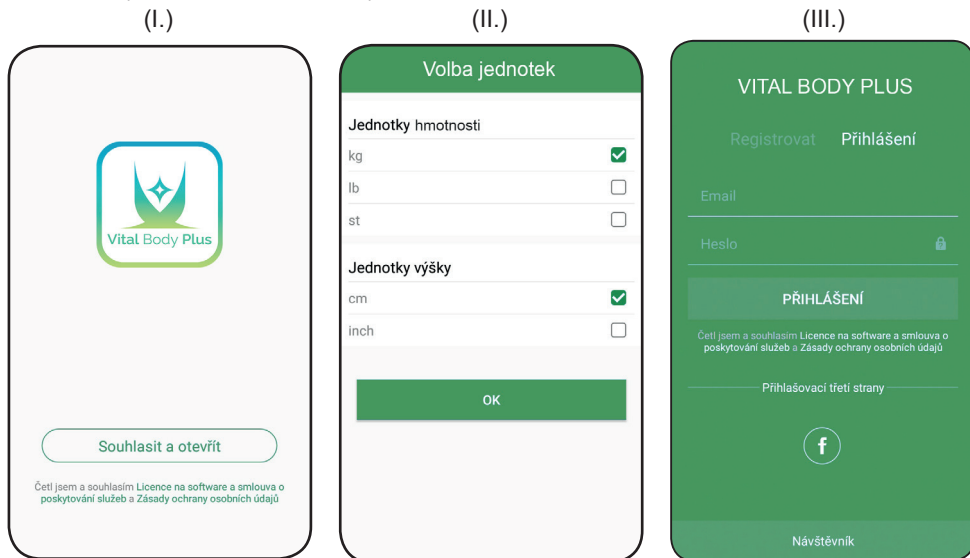 (I.)
Vital Body Plus
Souhlasit a otevřít
Četl jsem a souhlasím Licence na software a smlouva o
poskytování služeb a Zásady ochrany osobních údajů
(II.)
Volba jednotek
Jednotky hmotnosti
kg
lb
st
Jednotky výšky
cm
inch
OK
(III.)
VITAL BODY PLUS
Registrovat Přihlášení
Email
Heslo
PŘIHLÁŠENÍ
Četl jsem a souhlasím Licence na software a smlouva o
poskytování služeb a Zásady ochrany osobních údajů
Přihlašovací třetí strany
f
Návštěvník